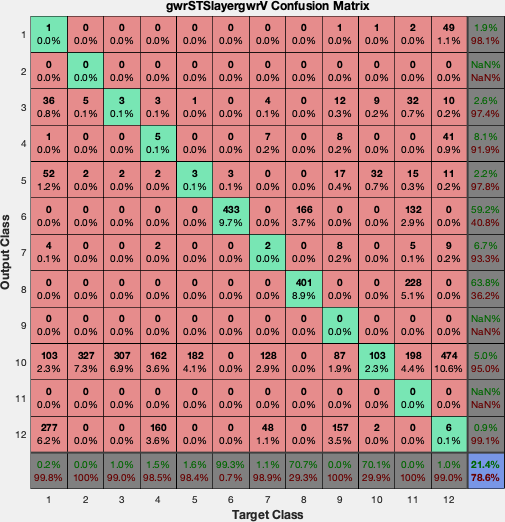 gwrSTSlayergwrV Confusion Matrix
1 0 0 0 0 0 0 0 1 1 2 49 1.9%
1 0.0% 0.0% 0.0% 0.0% 0.0% 0.0% 0.0% 0.0% 0.0% 0.0% 0.0% 1.1% 98.1%
0 0 0 0 0 0 0 0 0 0 0 0 NaN%
2 0.0% 0.0% 0.0% 0.0% 0.0% 0.0% 0.0% 0.0% 0.0% 0.0% 0.0% 0.0% NaN%
36 5 3 3 1 0 4 0 12 9 32 10 2.6%
3 0.8% 0.1% 0.1% 0.1% 0.0% 0.0% 0.1% 0.0% 0.3% 0.2% 0.7% 0.2% 97.4%
1 0 0 5 0 0 7 0 8 0 0 41 8.1%
4 0.0% 0.0% 0.0% 0.1% 0.0% 0.0% 0.2% 0.0% 0.2% 0.0% 0.0% 0.9% 91.9%
52 2 2 2 3 3 0 0 17 32 15 11 2.2%
5 1.2% 0.0% 0.0% 0.0% 0.1% 0.1% 0.0% 0.0% 0.4% 0.7% 0.3% 0.2% 97.8%
0 0 0 0 0 433 0 166 0 0 132 0 59.2%
6 0.0% 0.0% 0.0% 0.0% 0.0% 9.7% 0.0% 3.7% 0.0% 0.0% 2.9% 0.0% 40.8%
4 0 0 2 0 0 2 0 8 0 5 9 6.7%
7 0.1% 0.0% 0.0% 0.0% 0.0% 0.0% 0.0% 0.0% 0.2% 0.0% 0.1% 0.2% 93.3%
0 0 0 0 0 0 0 401 0 0 228 0 63.8%
8 0.0% 0.0% 0.0% 0.0% 0.0% 0.0% 0.0% 8.9% 0.0% 0.0% 5.1% 0.0% 36.2%
0 0 0 0 0 0 0 0 0 0 0 0 NaN%
9 0.0% 0.0% 0.0% 0.0% 0.0% 0.0% 0.0% 0.0% 0.0% 0.0% 0.0% 0.0% NaN%
103 327 307 162 182 0 128 0 87 103 198 474 5.0%
10 2.3% 7.3% 6.9% 3.6% 4.1% 0.0% 2.9% 0.0% 1.9% 2.3% 4.4% 10.6% 95.0%
0 0 0 0 0 0 0 0 0 0 0 0 NaN%
11 0.0% 0.0% 0.0% 0.0% 0.0% 0.0% 0.0% 0.0% 0.0% 0.0% 0.0% 0.0% NaN%
277 0 0 160 0 0 48 0 157 2 0 6 0.9%
12 6.2% 0.0% 0.0% 3.6% 0.0% 0.0% 1.1% 0.0% 3.5% 0.0% 0.0% 0.1% 99.1%
0.2% 0.0% 1.0% 1.5% 1.6% 99.3% 1.1% 70.7% 0.0% 70.1% 0.0% 1.0% 21.4%
99.8% 100% 99.0% 98.5% 98.4% 0.7% 98.9% 29.3% 100% 29.9% 100% 99.0% 78.6%
1 2 3 4 5 6 7 8 9 10 11 12
Target Class
Output Class